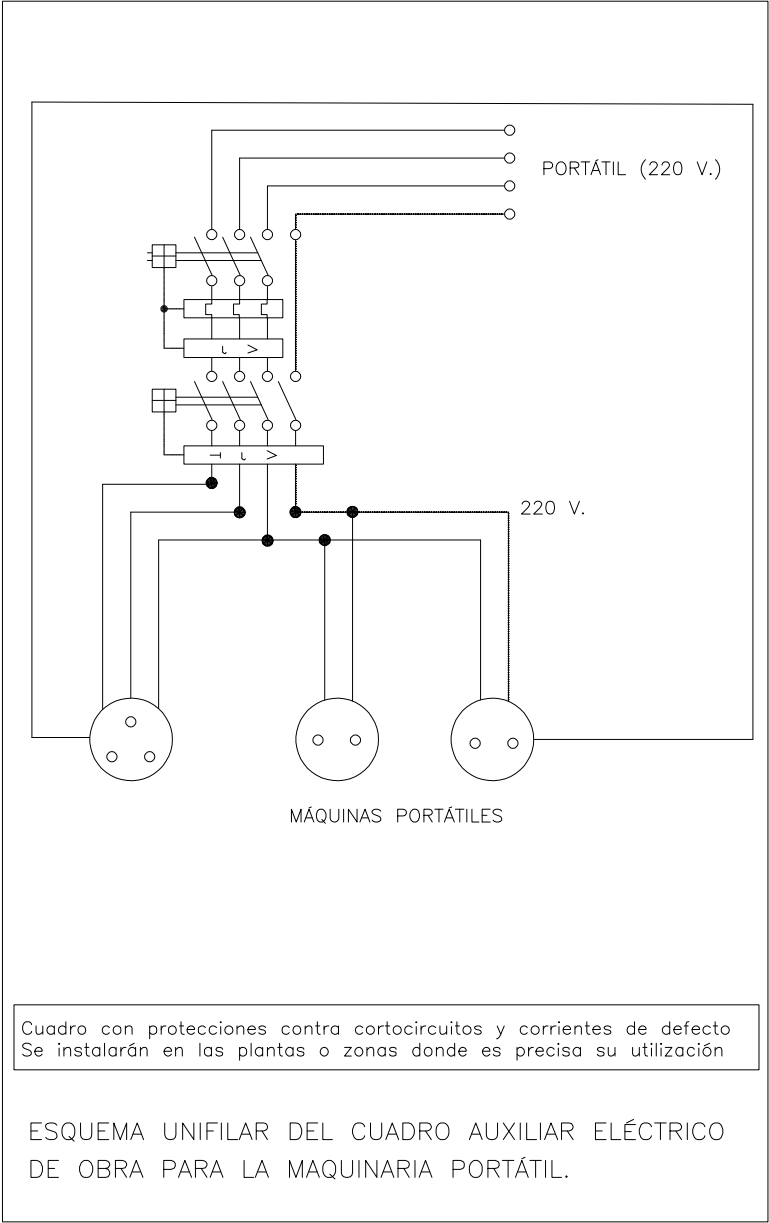 PORTÁTIL (220 V.)
220 V.
MÁQUINAS PORTÁTILES
Cuadro con protecciones contra cortocircuitos y corrientes de defecto
Se instalarán en las plantas o zonas donde es precisa su utilización
ESQUEMA UNIFILAR DEL CUADRO AUXILIAR ELÉCTRICO
DE OBRA PARA LA MAQUINARIA PORTÁTIL.